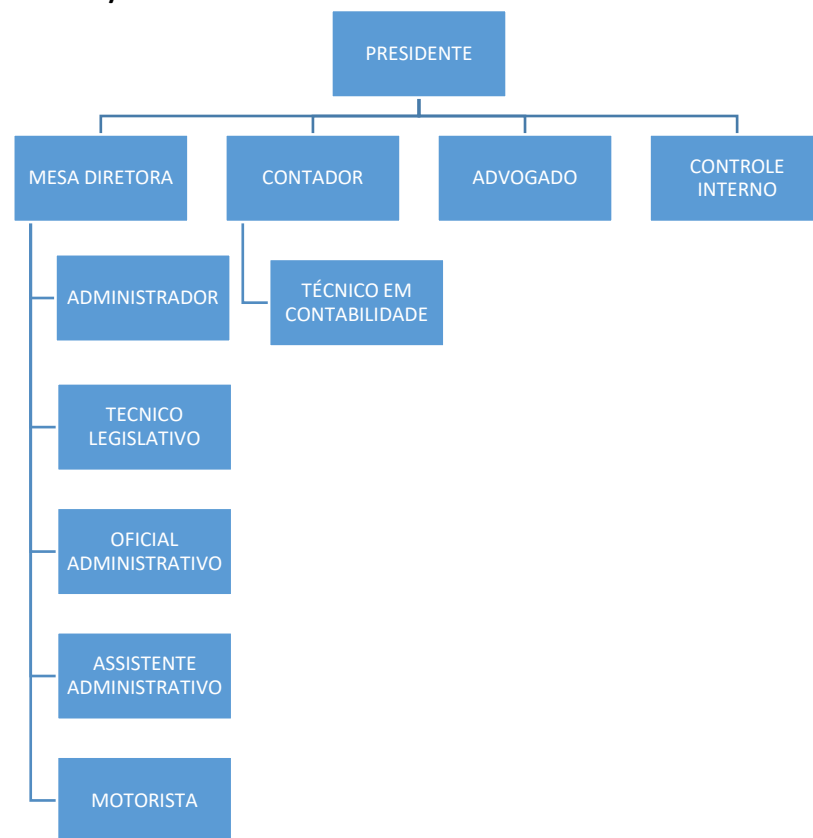 PRESIDENTE
MESA DIRETORA
CONTADOR
ADVOGADO
CONTROLE
INTERNO
ADMINISTRADOR
TÉCNICO EM
CONTABILIDADE
TECNICO
LEGISLATIVO
OFICIAL
ADMINISTRATIVO
ASSISTENTE
ADMINISTRATIVO
MOTORISTA